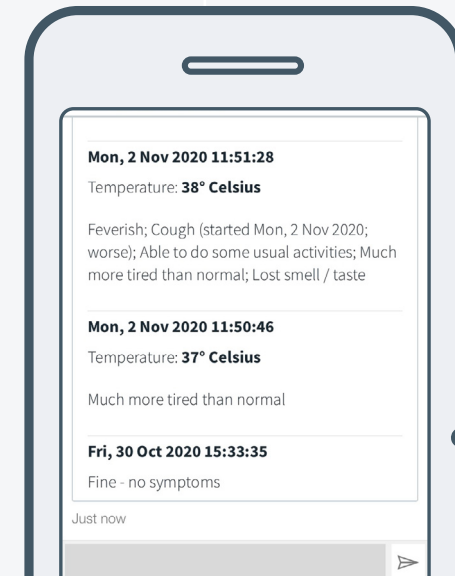 Mon, 2 Nov 2020 11:51:28
Temperature: 38° Celsius
Feverish; Cough (started Mon, 2 Nov 2020;
worse); Able to do some usual activities; Much
more tired than normal; Lost smell / taste
Mon, 2 Nov 2020 11:50:46
Temperature: 37° Celsius
Much more tired than normal
Fri, 30 Oct 2020 15:33:35
Fine - no symptoms
Just now